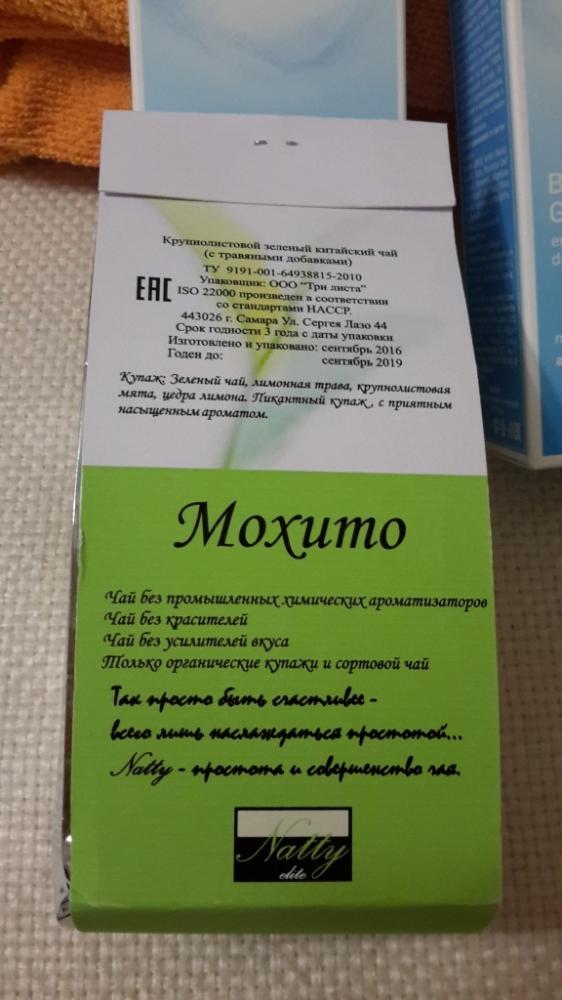 Крупнолистовой зеленый китайский чай
(с травяными добавками)
ТУ 9191-001-64938815-2010
Упаковщик: ООО "Три листа"
EAC
ISO 22000 произведен в соответствии
со стандартами НАССР.
443026 г. Самара Ул. Сергея Лазо 44
Срок годности 3 года с даты упаковки
Изготовлено и упаковано: сентябрь 2016
Годен до: сентябрь 2019
Купаж: Зеленый чай, лимонная трава, крупнолистовая
мята, цедра лимона. Пикантный купаж , с приятным
насыщенным ароматом.
Мохито
Чай без промышленных химических ароматизаторов
Чай без красителей
Чай без усилителей вкуса
Только органические купажи и сортовой чай
Так просто быть счастливее -
всего лишь наслаждаться простотой...
Natty - простота и совершенство чая.
Natty
elite